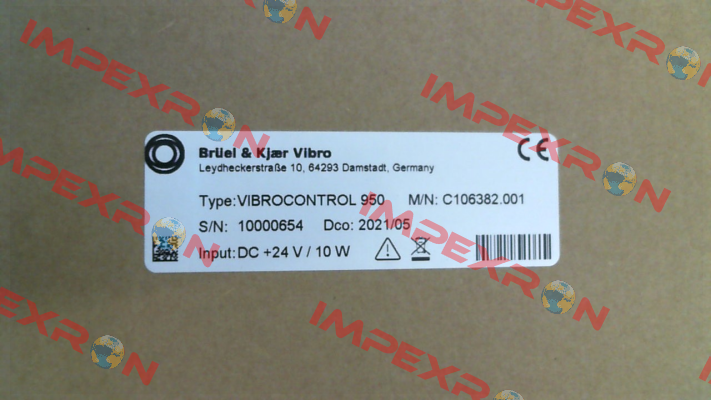 Brüel & Kjær Vibro
Leydheckerstraße 10, 64293 Damstadt, Germany
Type:VIBROCONTROL 950 M/N: C106382.001
S/N: 10000654 Dco: 2021/05
Input:DC +24 V / 10 W
CE
IMPEXRON
IMPEXRON
IMPEXRON
IMPEXRON
IMPEXRON
IMPEXRON